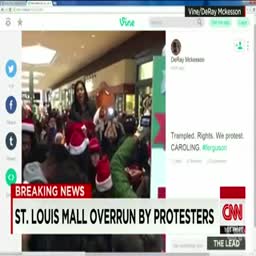 Vine/DeRay Mckesson
Vine
DeRay Mckesson
Trampled. Rights. We protest.
CAROLING. #ferguson
BREAKING NEWS
ST. LOUIS MALL OVERRUN BY PROTESTERS
CNN
THE LEAD